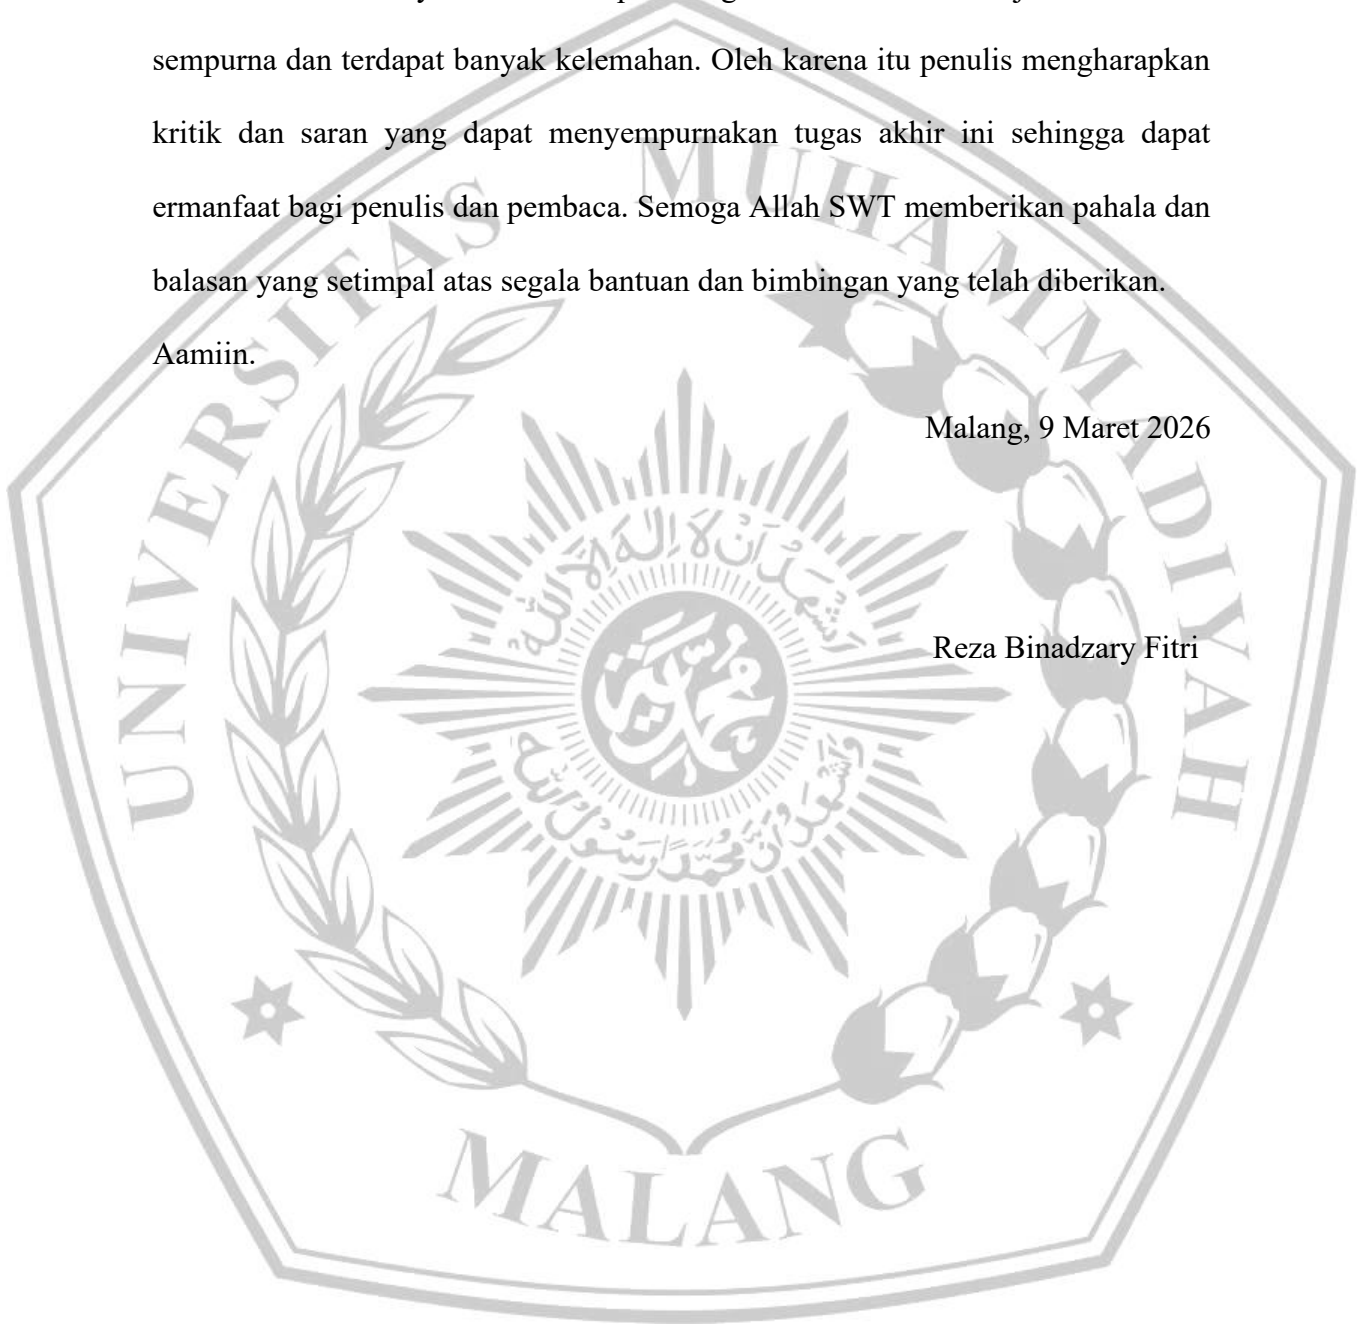 sempurna dan terdapat banyak kelemahan. Oleh karena itu penulis mengharapkan
kritik dan saran yang dapat menyempurnakan tugas akhir ini sehingga dapat
ermanfaat bagi penulis dan pembaca. Semoga Allah SWT memberikan pahala dan
balasan yang setimpal atas segala bantuan dan bimbingan yang telah diberikan.
Aamiin.
Malang, 9 Maret 2026
Reza Binadzary Fitri
UNIVERSITAS MUHAMMADIYAH
MALANG